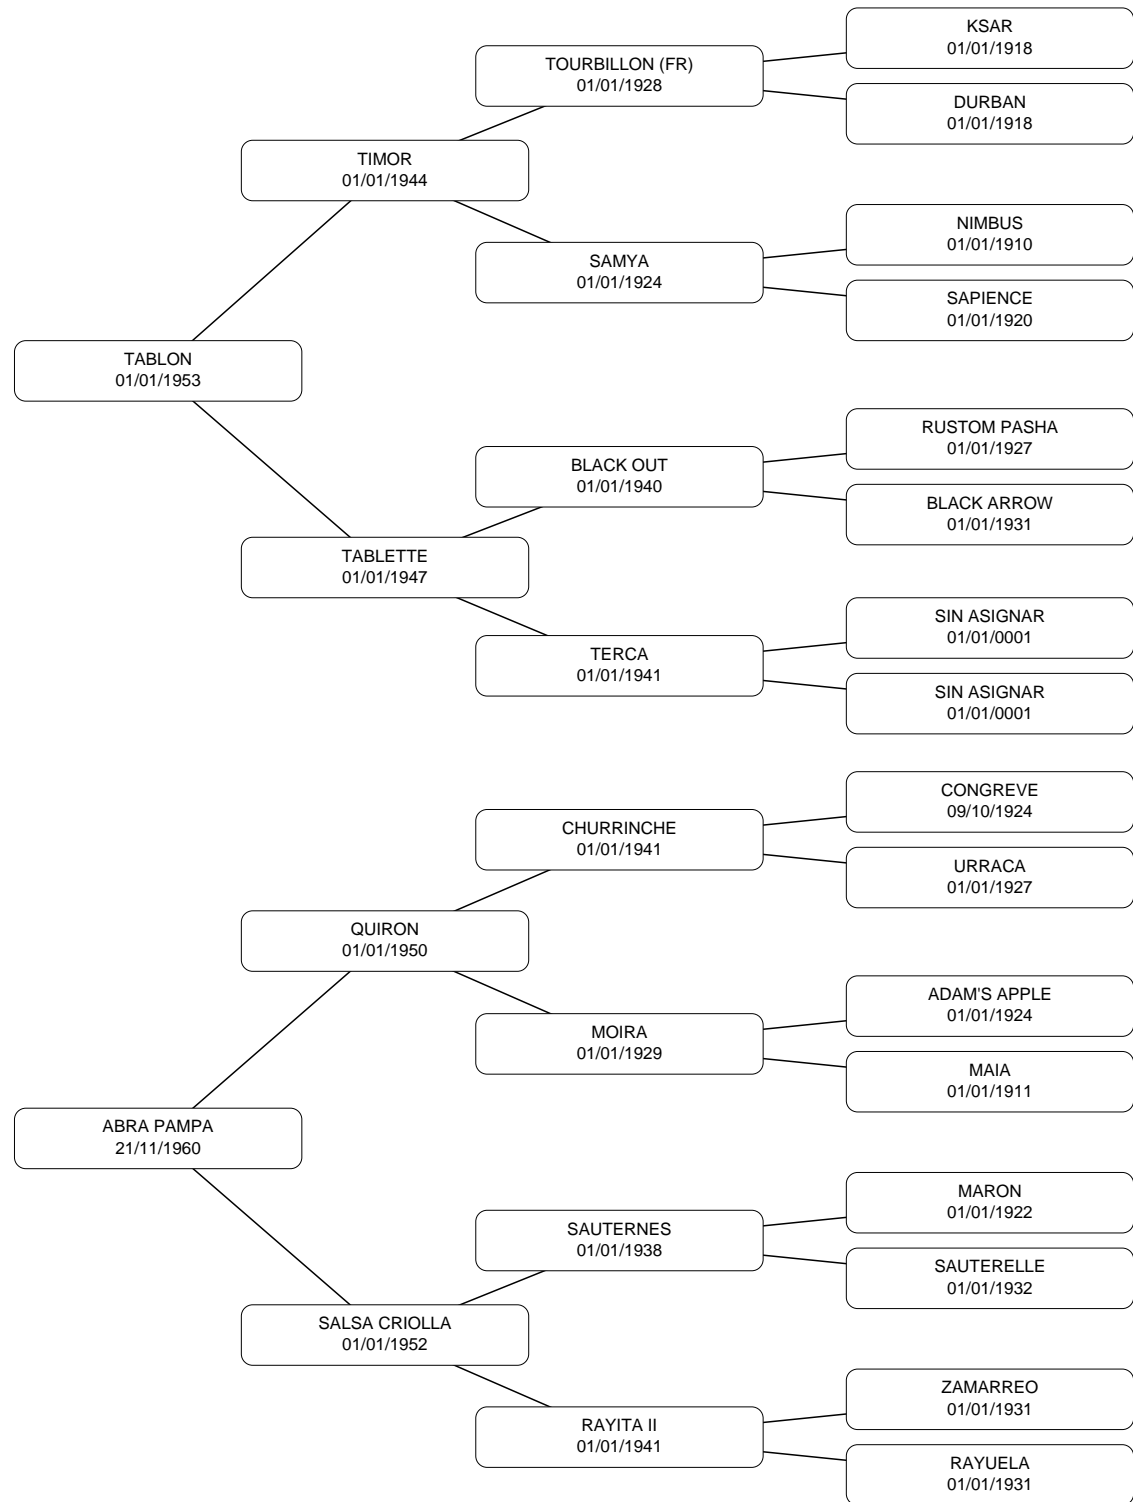 KSAR
01/01/1918
TOURBILLON (FR)
01/01/1928
DURBAN
01/01/1918
TIMOR
01/01/1944
NIMBUS
01/01/1910
SAMYA
01/01/1924
SAPIENCE
01/01/1920
TABLON
01/01/1953
RUSTOM PASHA
01/01/1927
BLACK OUT
01/01/1940
BLACK ARROW
01/01/1931
TABLETTE
01/01/1947
SIN ASIGNAR
01/01/0001
TERCA
01/01/1941
SIN ASIGNAR
01/01/0001
CONGREVE
09/10/1924
CHURRINCHE
01/01/1941
URRACA
01/01/1927
QUIRON
01/01/1950
ADAM'S APPLE
01/01/1924
MOIRA
01/01/1929
MAIA
01/01/1911
ABRA PAMPA
21/11/1960
MARON
01/01/1922
SAUTERNES
01/01/1938
SAUTERELLE
01/01/1932
SALSA CRIOLLA
01/01/1952
ZAMARREO
01/01/1931
RAYITA II
01/01/1941
RAYUELA
01/01/1931